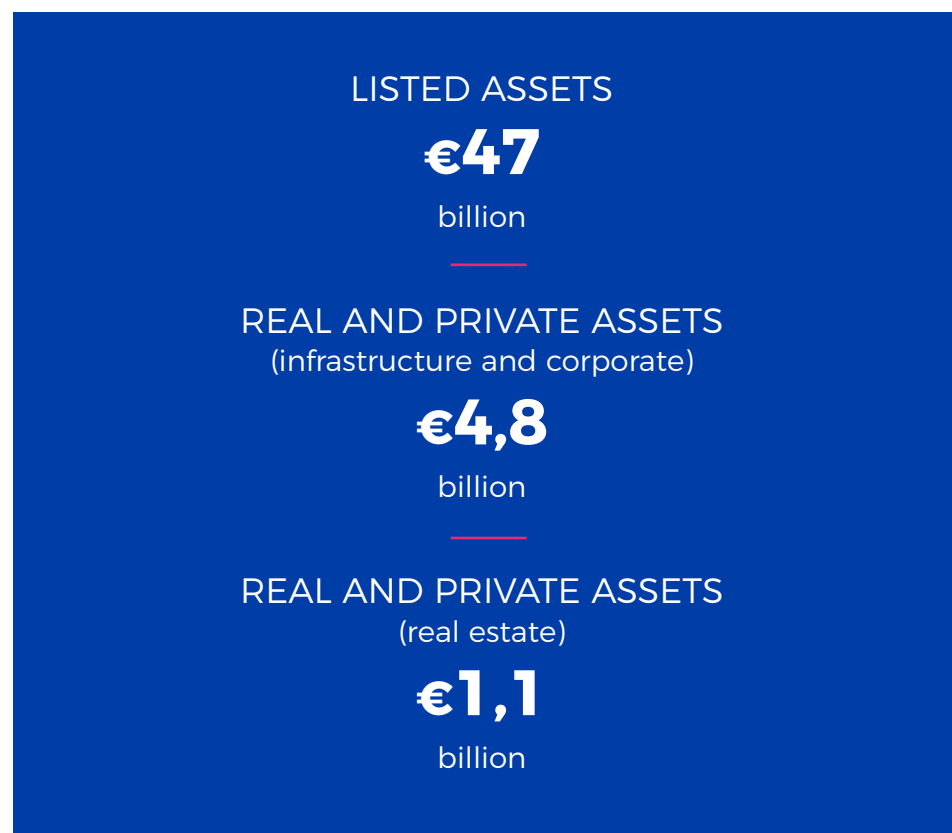 LISTED ASSETS
€47
billion
REAL AND PRIVATE ASSETS
(infrastructure and corporate)
€4,8
billion
REAL AND PRIVATE ASSETS
(real estate)
€1,1
billion